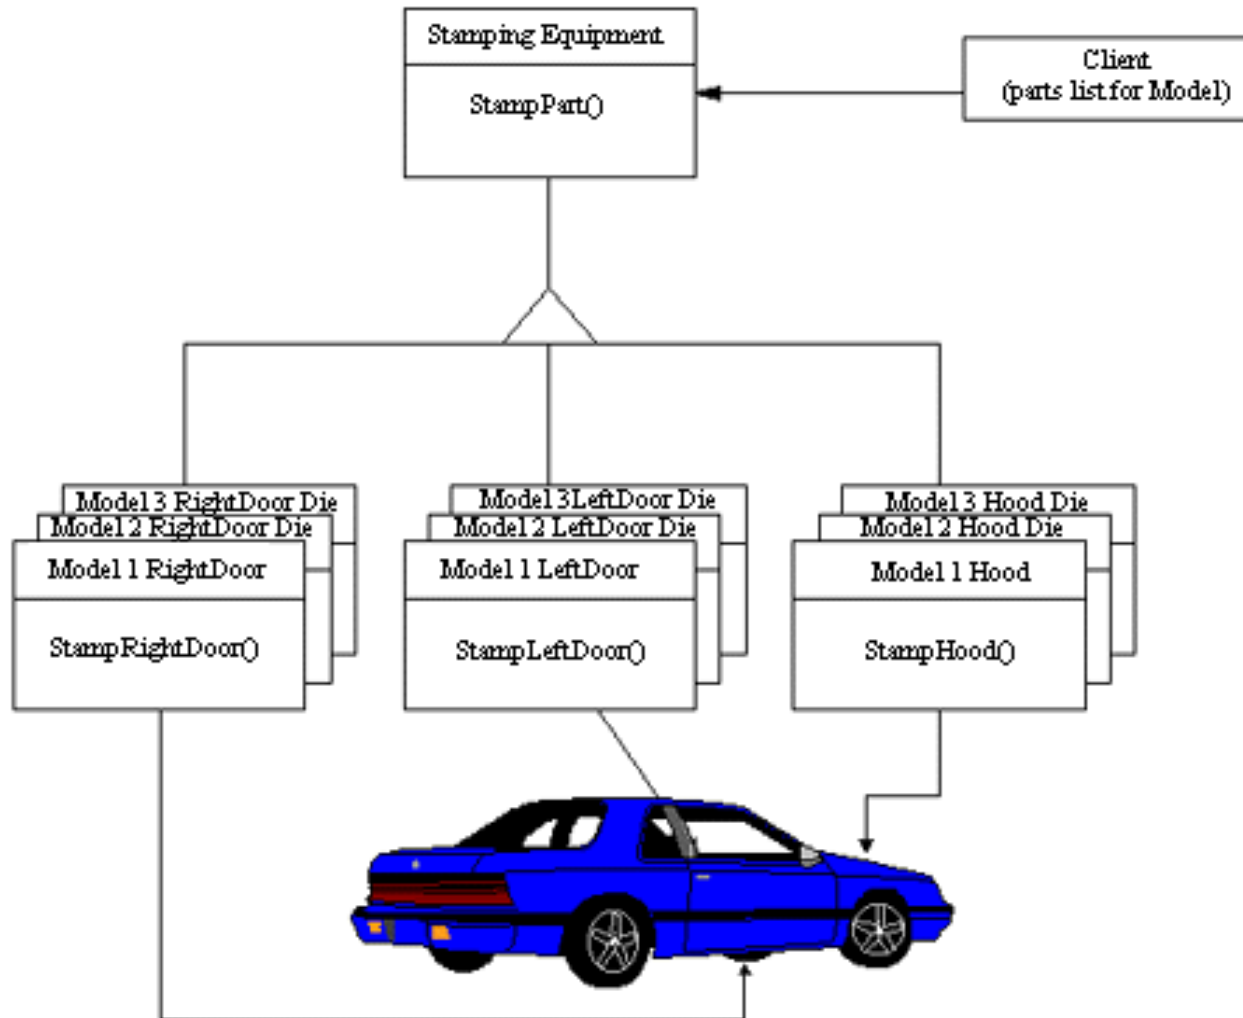 Stamping Equipment
StampPart()
Client
(parts list for Model)
Model 3 RightDoor Die
Model 2 RightDoor Die
Model 1 RightDoor
StampRightDoor()
Model 3 LeftDoor Die
Model 2 LeftDoor Die
Model 1 LeftDoor
StampLeftDoor()
Model 3 Hood Die
Model 2 Hood Die
Model 1 Hood
StampHood()